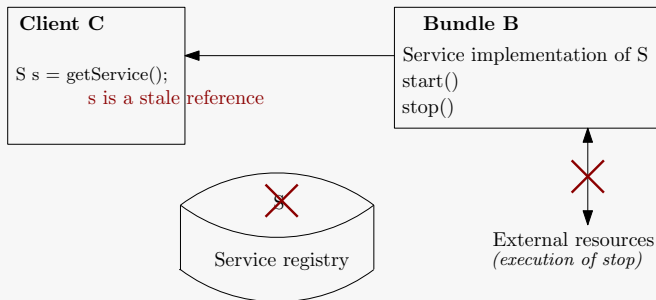 Client C
S s = getService();
s is a stale reference
Bundle B
Service implementation of S
start()
stop()
S
Service registry
External resources
(execution of stop)